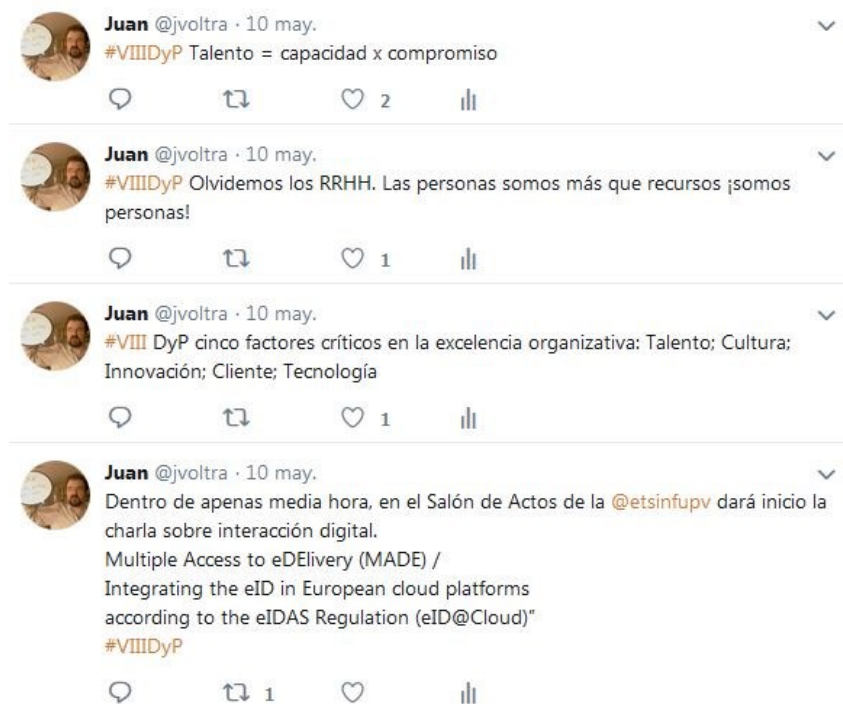 Juan @jvoltra · 10 may.
#VIIIDyP Talento = capacidad x compromiso
2
Juan @jvoltra · 10 may.
#VIIIDyP Olvidemos los RRHH. Las personas somos más que recursos ¡somos
personas!
1
Juan @jvoltra · 10 may.
#VIII DyP cinco factores críticos en la excelencia organizativa: Talento; Cultura;
Innovación; Cliente; Tecnología
1
Juan @jvoltra · 10 may.
Dentro de apenas media hora, en el Salón de Actos de la @etsinfupv dará inicio la
charla sobre interacción digital.
Multiple Access to eDElivery (MADE) /
Integrating the eID in European cloud platforms
according to the eIDAS Regulation (eID@Cloud)"
#VIIIDyP
1